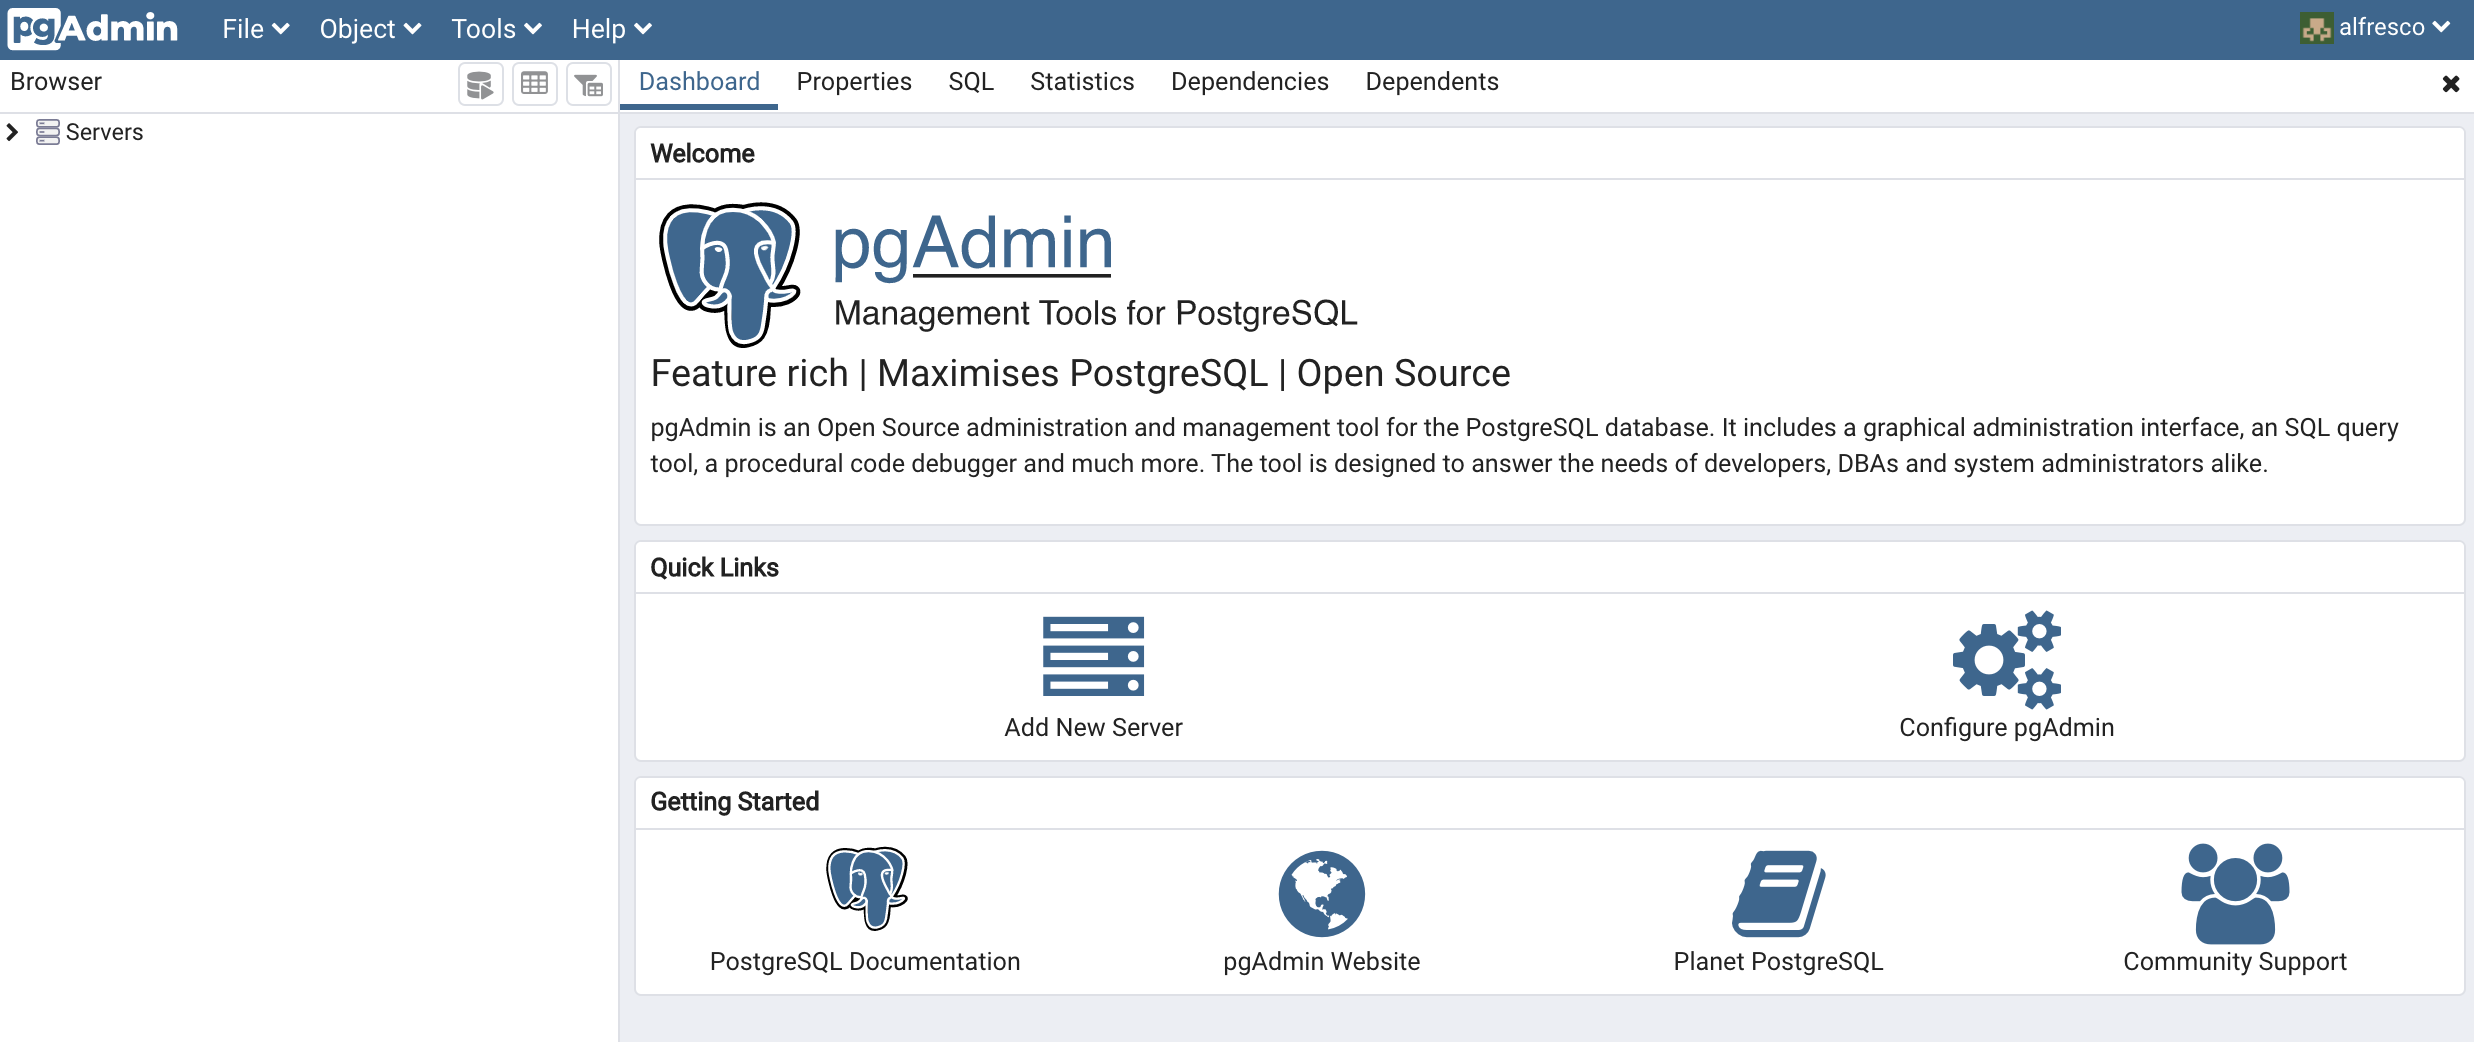 pgAdmin
File
Object
Tools
Help
alfresco
Browser
Dashboard
Properties
SQL
Statistics
Dependencies
Dependents
Servers
Welcome
pgAdmin
Management Tools for PostgreSQL
Feature rich | Maximises PostgreSQL | Open Source
pgAdmin is an Open Source administration and management tool for the PostgreSQL database. It includes a graphical administration interface, an SQL query
tool, a procedural code debugger and much more. The tool is designed to answer the needs of developers, DBAs and system administrators alike.
Quick Links
Add New Server
Configure pgAdmin
Getting Started
PostgreSQL Documentation
pgAdmin Website
Planet PostgreSQL
Community Support